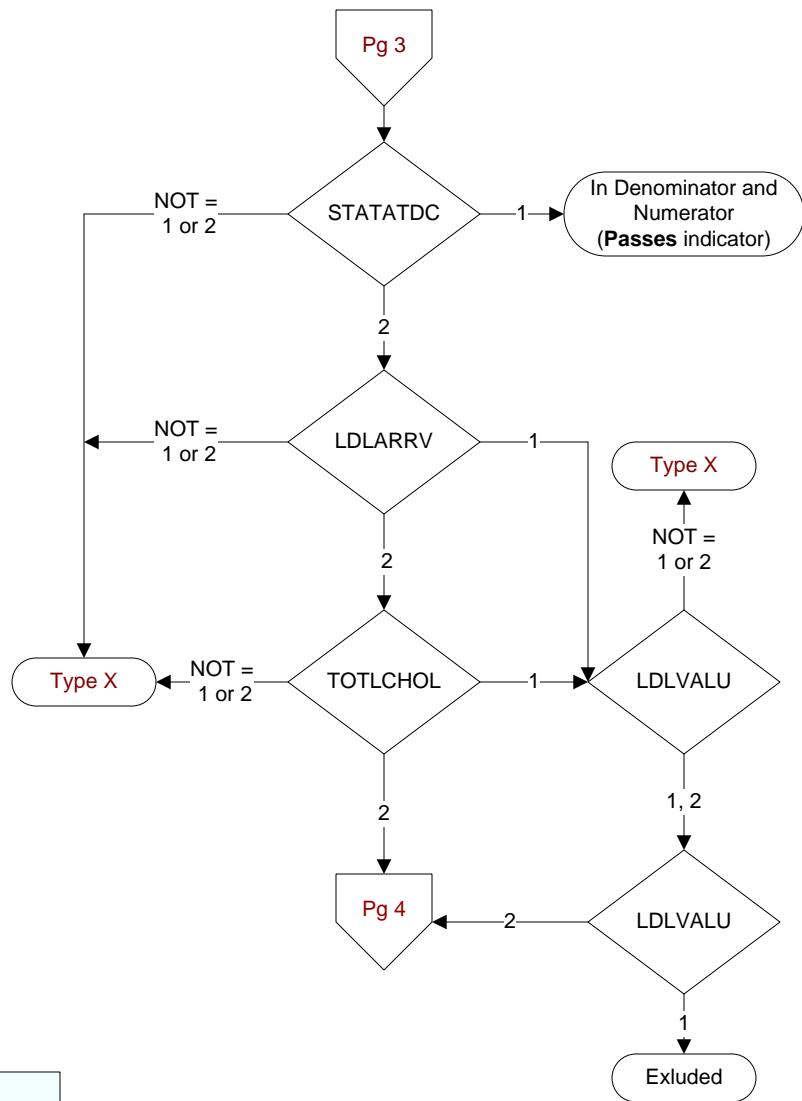 Pg 3
NOT =
1 or 2
STATATDC
1
In Denominator and
Numerator
(Passes indicator)
2
NOT =
1 or 2
LDLARRV
1
Type X
NOT =
1 or 2
2
Type X
NOT =
1 or 2
TOTLCHOL
1
LDLVALU
2
1, 2
Pg 4
2
LDLVALU
1
Exluded